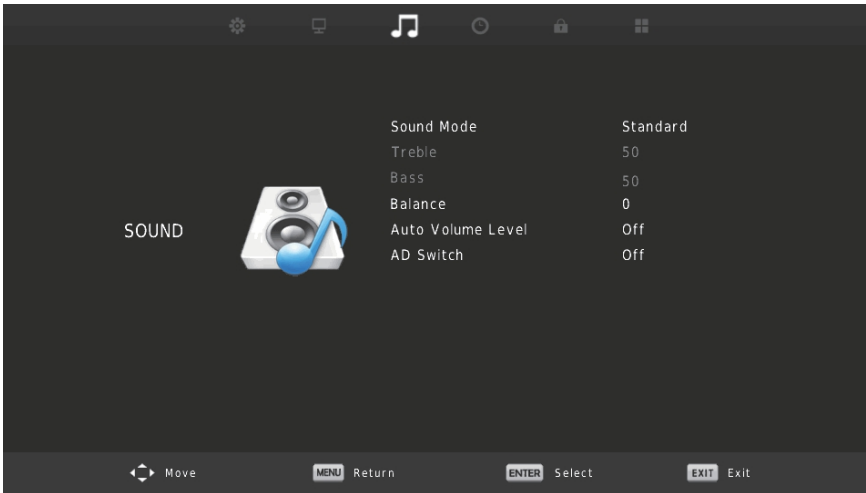 Sound Mode Standard
Treble 50
Bass 50
Balance 0
SOUND
Auto Volume Level Off
AD Switch Off
Move MENU Return ENTER Select EXIT Exit